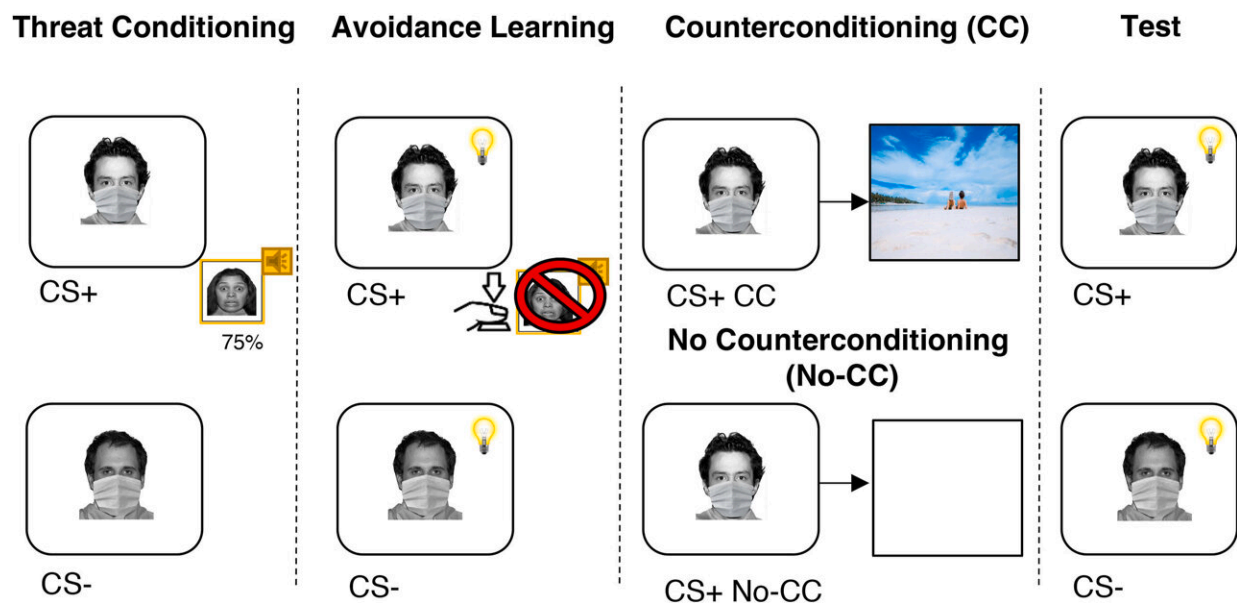 Threat Conditioning
Avoidance Learning
Counterconditioning (CC)
Test
CS+
75%
CS+
CS+ CC
CS+
No Counterconditioning
(No-CC)
CS-
CS-
CS+ No-CC
CS-